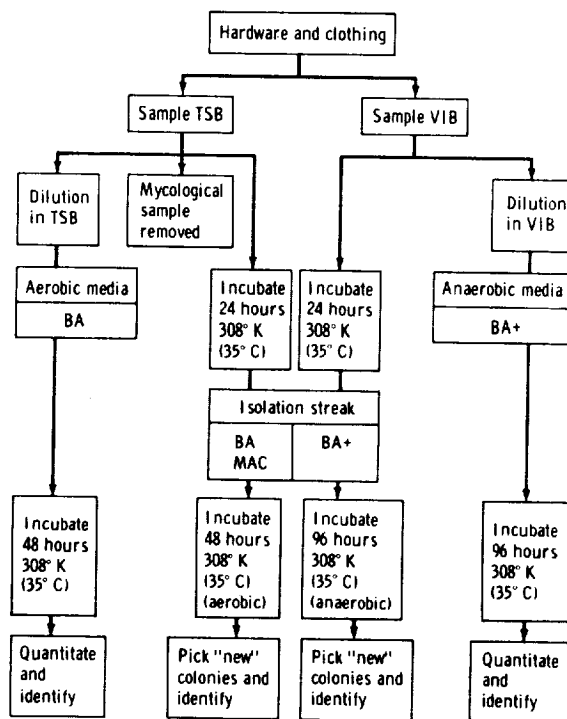 Hardware and clothing
Sample TSB
Sample VIB
Dilution
in TSB
Mycological
sample
removed
Dilution
in VIB
Aerobic media
BA
Incubate
24 hours
308° K
(35° C)
Incubate
24 hours
308° K
(35° C)
Anaerobic media
BA+
Isolation streak
BA
MAC
BA+
Incubate
48 hours
308° K
(35° C)
Incubate
48 hours
308° K
(35° C)
(aerobic)
Incubate
96 hours
308° K
(35° C)
(anaerobic)
Incubate
96 hours
308° K
(35° C)
Quantitate
and
identify
Pick "new"
colonies and
identify
Pick "new"
colonies and
identify
Quantitate
and
identify